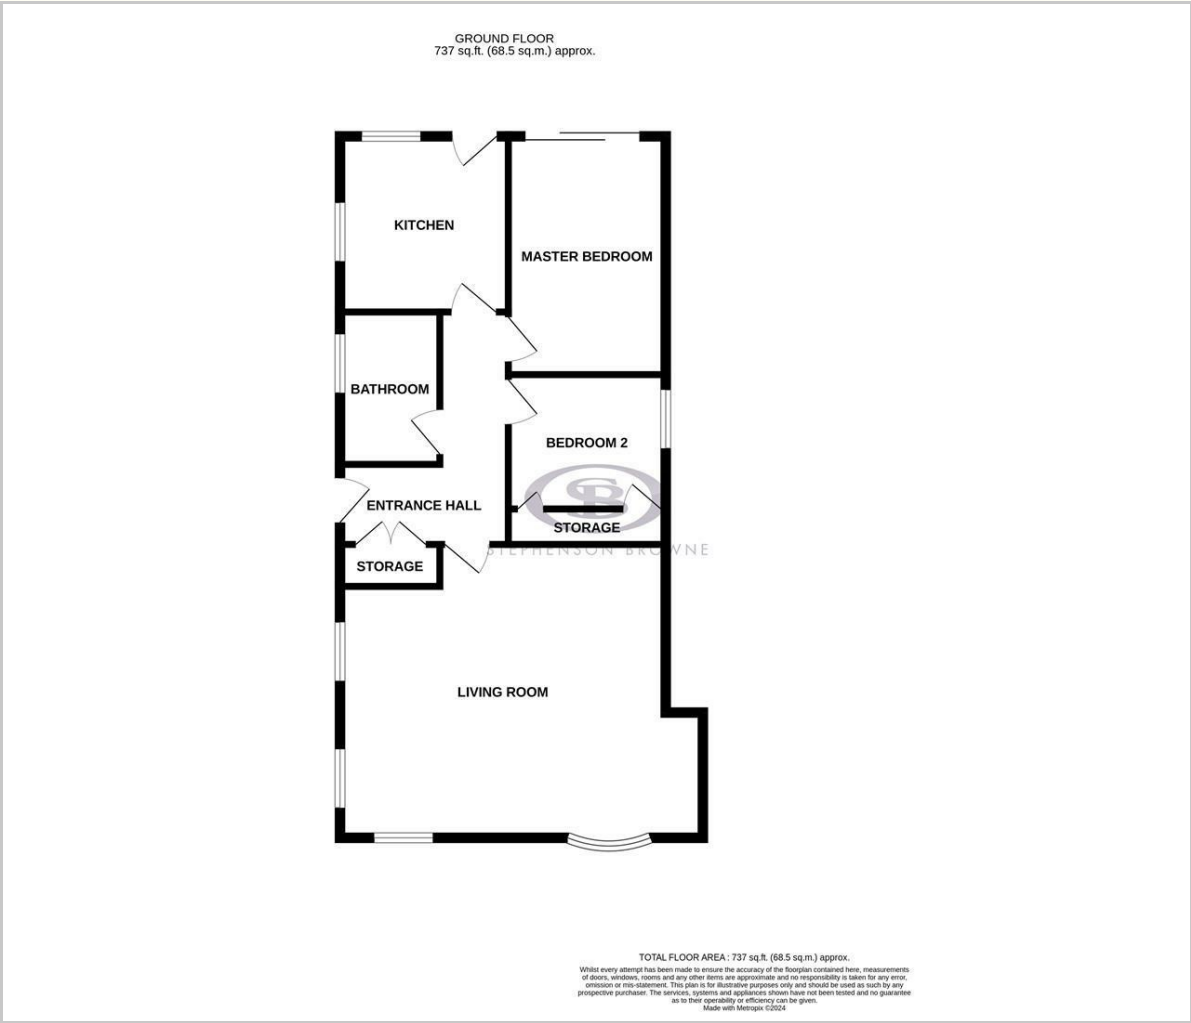 GROUND FLOOR
737 sq.ft. (68.5 sq.m.) approx.
KITCHEN
MASTER BEDROOM
BATHROOM
BEDROOM 2
SB
ENTRANCE HALL
STORAGE
STEPHENSON BROWNE
STORAGE
LIVING ROOM
TOTAL FLOOR AREA : 737 sq.ft. (68.5 sq.m.) approx.
Whilst every attempt has been made to ensure the accuracy of the floorplan contained here, measurements
of doors, windows, rooms and any other items are approximate and no responsibility is taken for any error,
omission or mis-statement. This plan is for illustrative purposes only and should be used as such by any
prospective purchaser. The services, systems and appliances shown have not been tested and no guarantee
as to their operability or efficiency can be given.
Made with Metropix ©2024